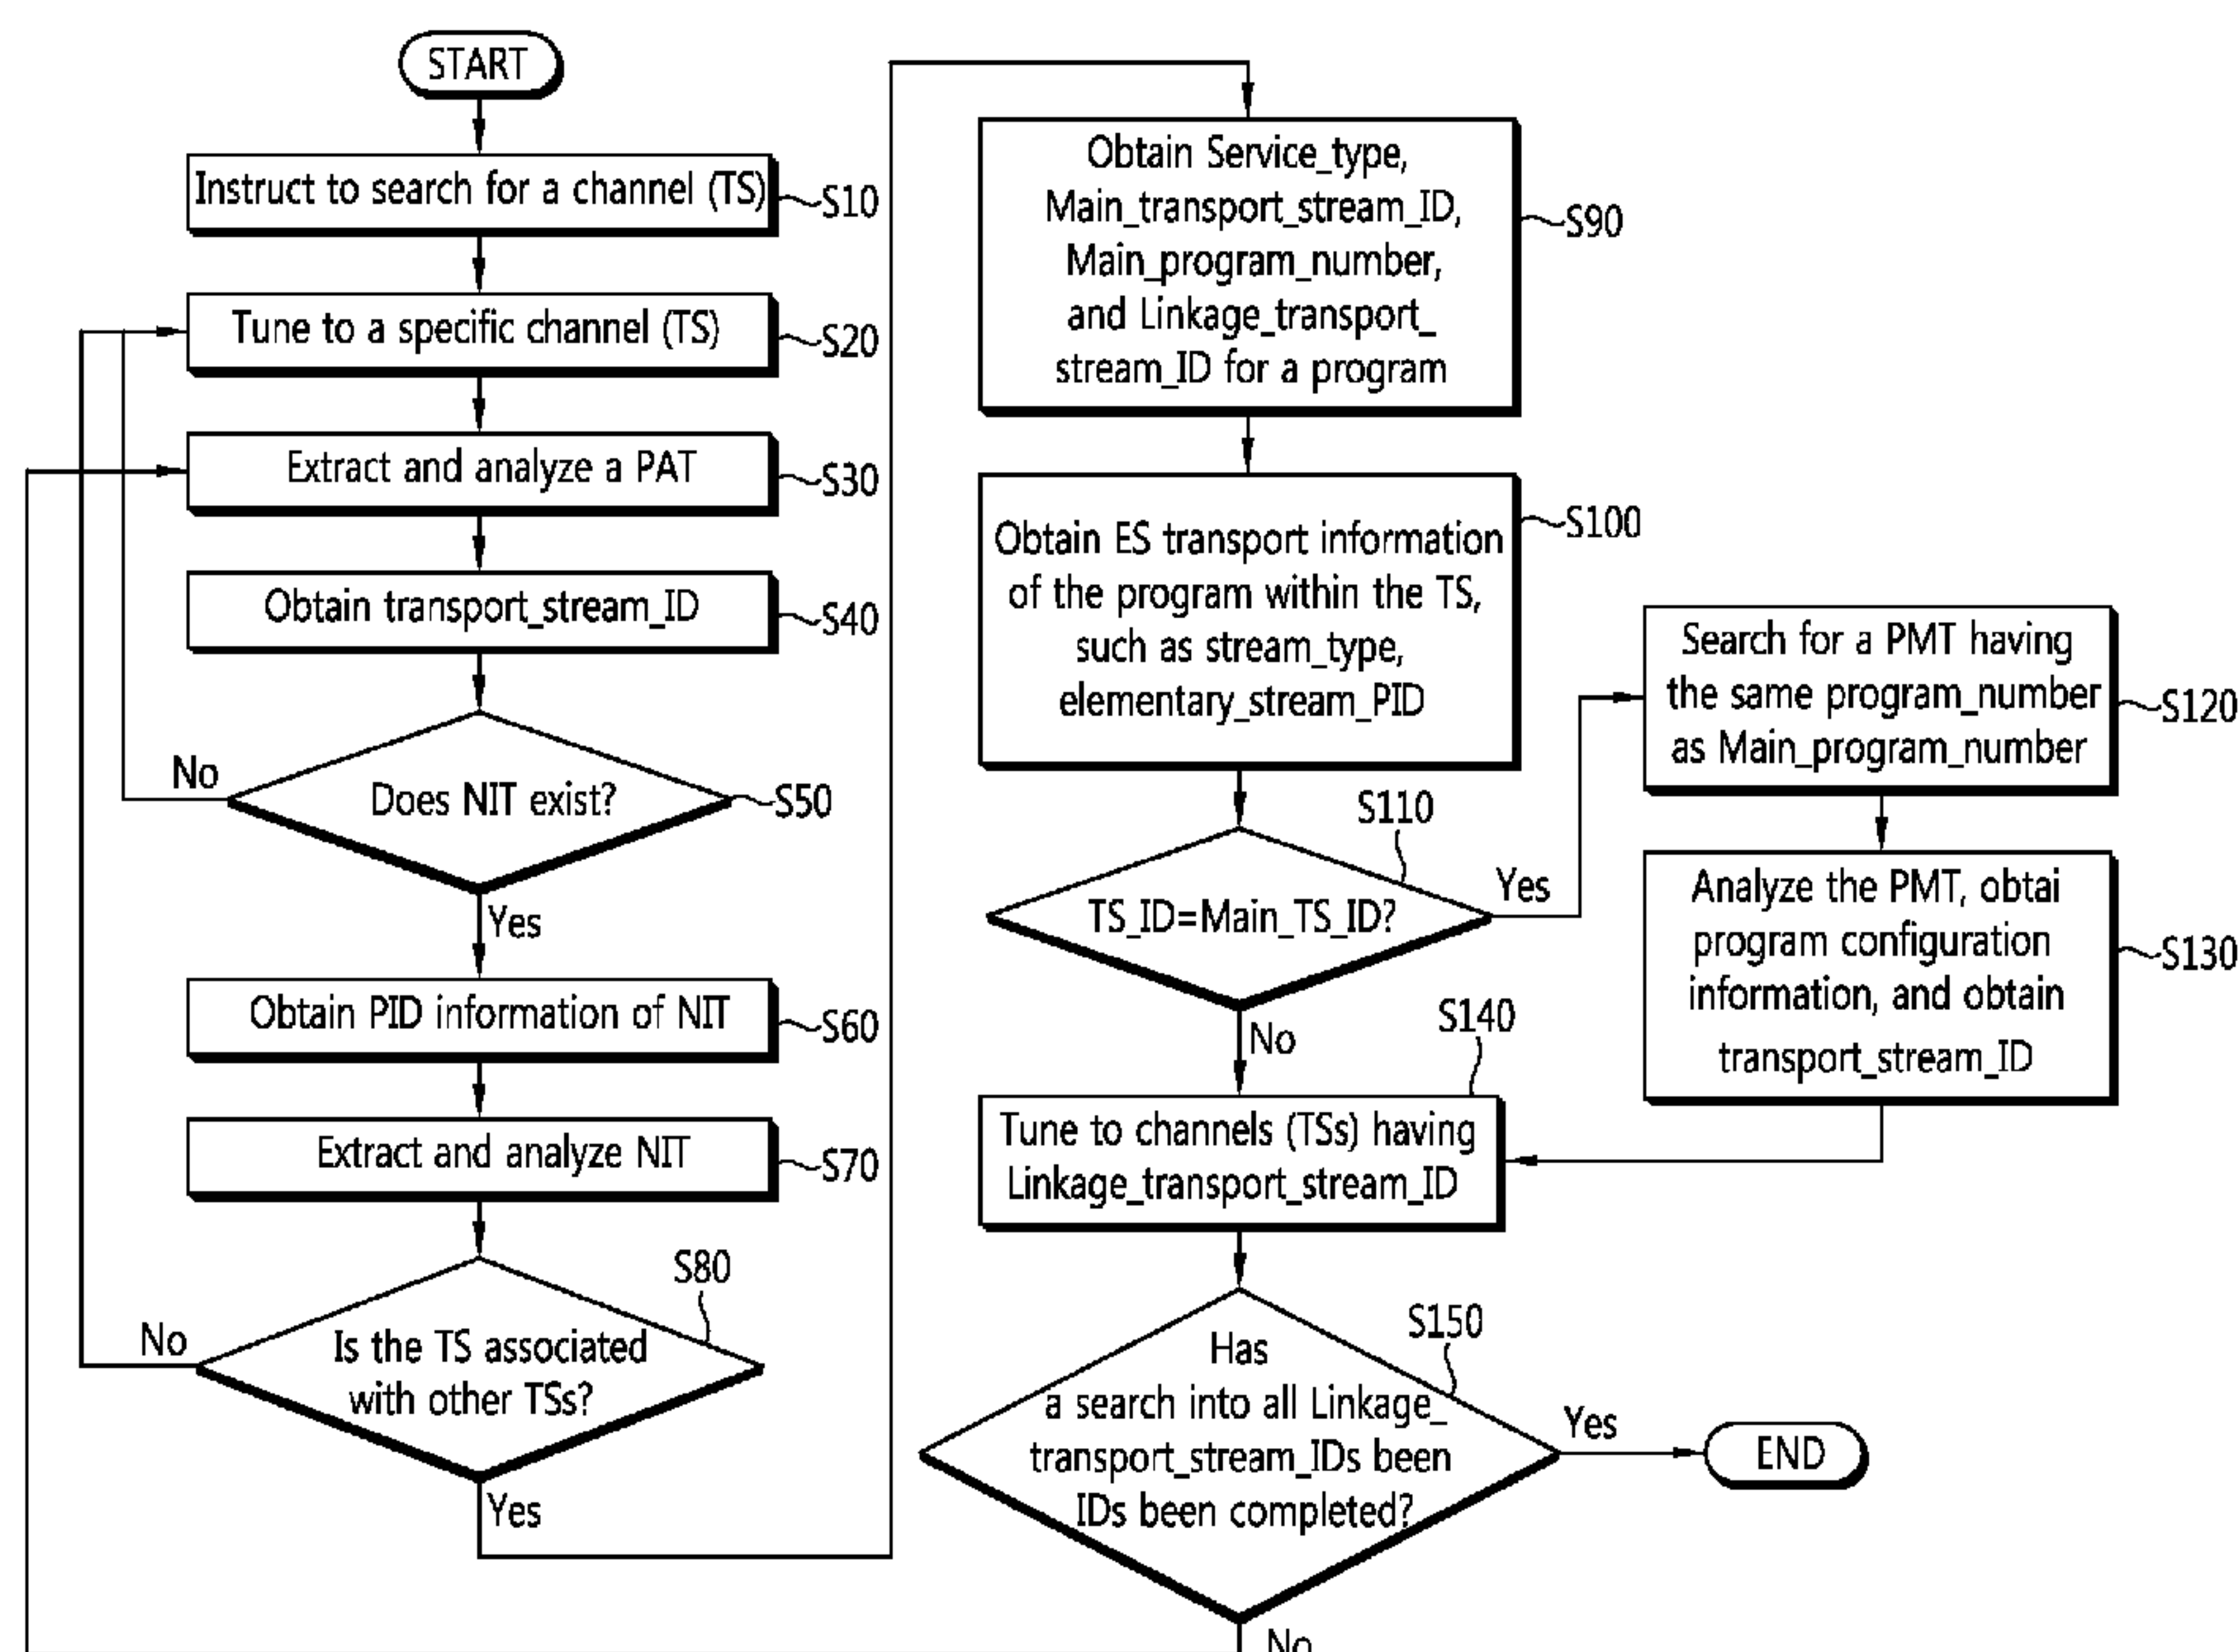 START
Instruct to search for a channel (TS)
S10
Tune to a specific channel (TS)
S20
Extract and analyze a PAT
S30
Obtain transport_stream_ID
S40
No
Does NIT exist?
S50
Yes
Obtain PID information of NIT
S60
Extract and analyze NIT
S70
S80
No
Is the TS associated
with other TSs?
Yes
Obtain Service_type,
Main_transport_stream_ID,
Main_program_number,
and Linkage_transport_
stream_ID for a program
S90
Obtain ES transport information
of the program within the TS,
such as stream_type,
elementary_stream_PID
S100
S110
TS_ID=Main_TS_ID?
Yes
No
Search for a PMT having
the same program_number
as Main_program_number
S120
Analyze the PMT, obtai
program configuration
information, and obtain
transport_stream_ID
S130
S140
Tune to channels (TSs) having
Linkage_transport_stream_ID
S150
Has
a search into all Linkage_
transport_stream_IDs been
IDs been completed?
Yes
END
No